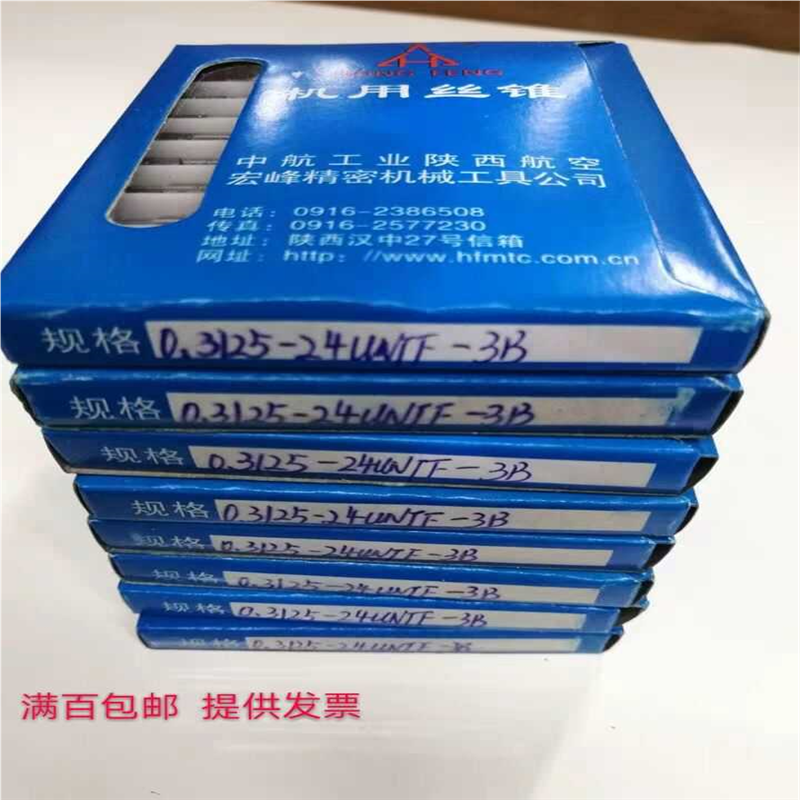 HONG FENG
机用丝锥
中航工业陕西航空
宏峰精密机械工具公司
电话：0916-2386508
传真：0916-2577230
地址：陕西汉中27号信箱
网址：http：//www.hfmtc.com.cn
规格 0.3125-24UNJF-3B
规格 0.3125-24UNJF-3B
规格 0.3125-24UNJF-3B
规格 0.3125-24UNJF-3B
规格 0.3125-24UNJF-3B
规格 0.3125-24UNJF-3B
规格 0.3125-24UNJF-3B
规格 0.3125-24UNJF-3B
满百包邮 提供发票